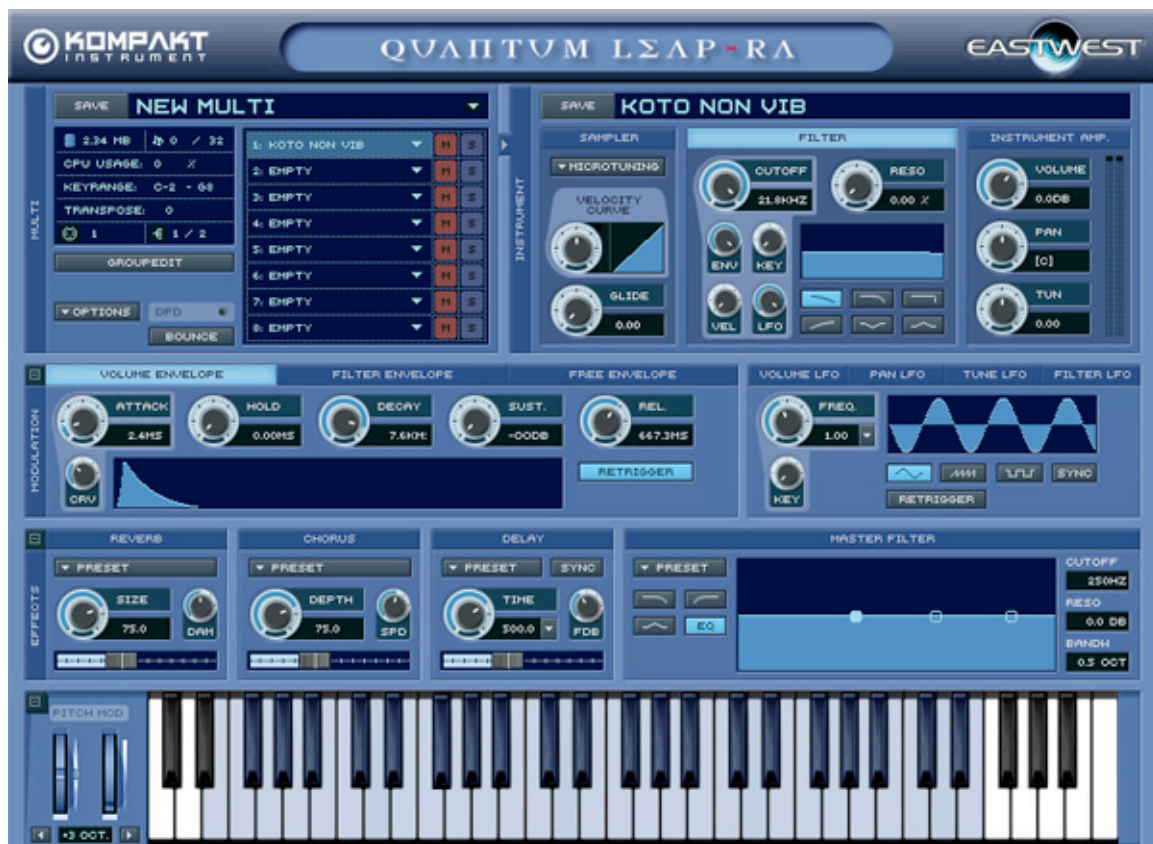 KOMPAKT
INSTRUMENT
QUANTUM LEAP RA
EASTWEST
MULTI
SAVE NEW MULTI
2.34 MB 0 / 32
CPU USAGE: 0 %
KEYRANGE: C-2 - G8
TRANSPOSE: 0
1 1 / 2
GROUPEDIT
OPTIONS DFD
BOUNCE
1: KOTO NON VIB M S
2: EMPTY M S
3: EMPTY M S
4: EMPTY M S
5: EMPTY M S
6: EMPTY M S
7: EMPTY M S
8: EMPTY M S
INSTRUMENT
SAVE KOTO NON VIB
SAMPLER
MICROTUNING
VELOCITY
CURVE
GLIDE
0.00
FILTER
CUTOFF
21.8KHZ
RESO
0.00 %
ENV KEY
VEL LFO
INSTRUMENT AMP.
VOLUME
0.0DB
PAN
[C]
TUN
0.00
MODULATION
VOLUME ENVELOPE FILTER ENVELOPE FREE ENVELOPE
ATTACK
2.4MS
HOLD
0.00MS
DECAY
7.6KM:
SUST.
-OODB
REL.
667.3MS
CRV
RETRIGGER
VOLUME LFO PAN LFO TUNE LFO FILTER LFO
FREQ.
1.00
KEY
SYNC
RETRIGGER
EFFECTS
REVERB
PRESET
SIZE
75.0
DAM
CHORUS
PRESET
DEPTH
75.0
SPD
DELAY
PRESET SYNC
TIME
500.0
FDB
MASTER FILTER
PRESET
EQ
CUTOFF
250HZ
RESO
0.0 DB
BANDW
0.5 OCT
PITCH MOD
+3 OCT.